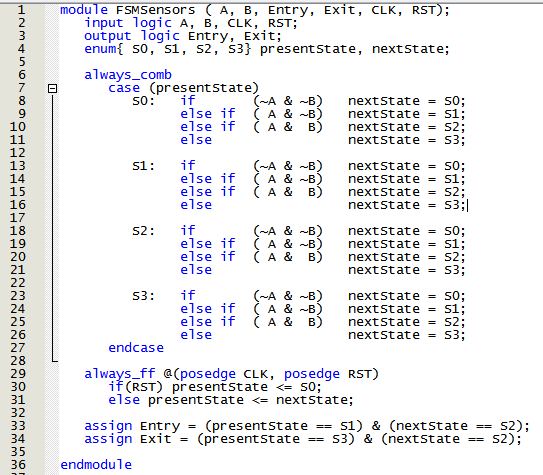 1 module FSMSensors ( A, B, Entry, Exit, CLK, RST);
2 input logic A, B, CLK, RST;
3 output logic Entry, Exit;
4 enum{ S0, S1, S2, S3} presentState, nextState;
5
6 always_comb
7 case (presentState)
8 S0: if (~A & ~B) nextState = S0;
9 else if ( A & ~B) nextState = S1;
10 else if ( A & B) nextState = S2;
11 else nextState = S3;
12
13 S1: if (~A & ~B) nextState = S0;
14 else if ( A & ~B) nextState = S1;
15 else if ( A & B) nextState = S2;
16 else nextState = S3;
17
18 S2: if (~A & ~B) nextState = S0;
19 else if ( A & ~B) nextState = S1;
20 else if ( A & B) nextState = S2;
21 else nextState = S3;
22
23 S3: if (~A & ~B) nextState = S0;
24 else if ( A & ~B) nextState = S1;
25 else if ( A & B) nextState = S2;
26 else nextState = S3;
27 endcase
28
29 always_ff @(posedge CLK, posedge RST)
30 if(RST) presentState <= S0;
31 else presentState <= nextState;
32
33 assign Entry = (presentState == S1) & (nextState == S2);
34 assign Exit = (presentState == S3) & (nextState == S2);
35
36 endmodule